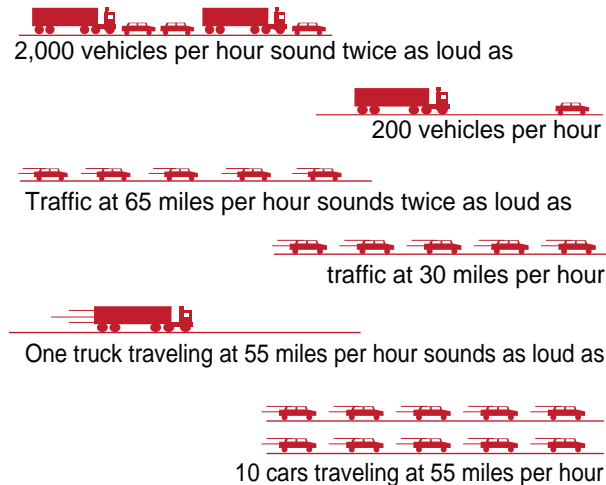 2,000 vehicles per hour sound twice as loud as
200 vehicles per hour
Traffic at 65 miles per hour sounds twice as loud as
traffic at 30 miles per hour
One truck traveling at 55 miles per hour sounds as loud as
10 cars traveling at 55 miles per hour